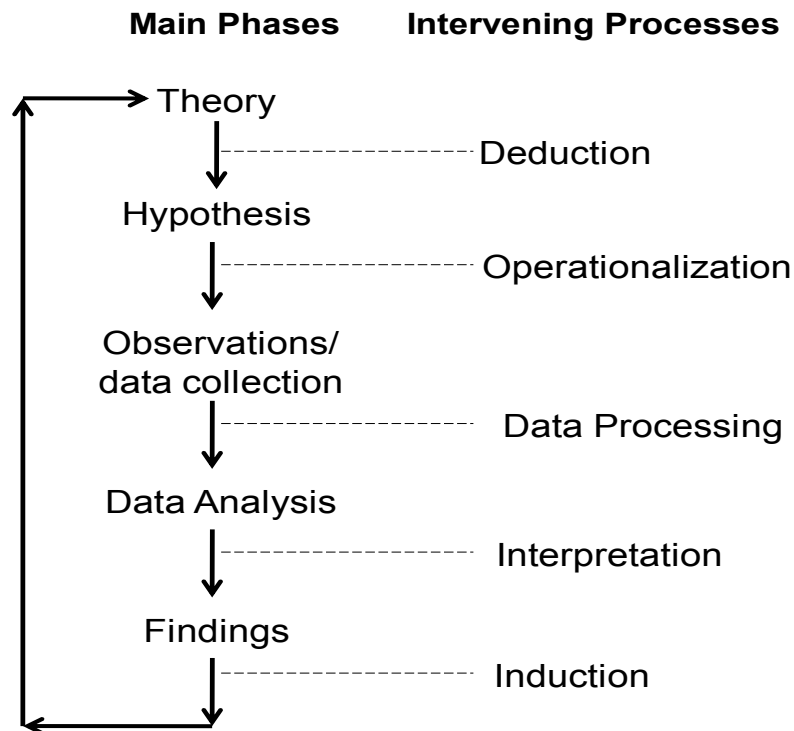 Main Phases Intervening Processes
Theory
Deduction
Hypothesis
Operationalization
Observations/
data collection
Data Processing
Data Analysis
Interpretation
Findings
Induction